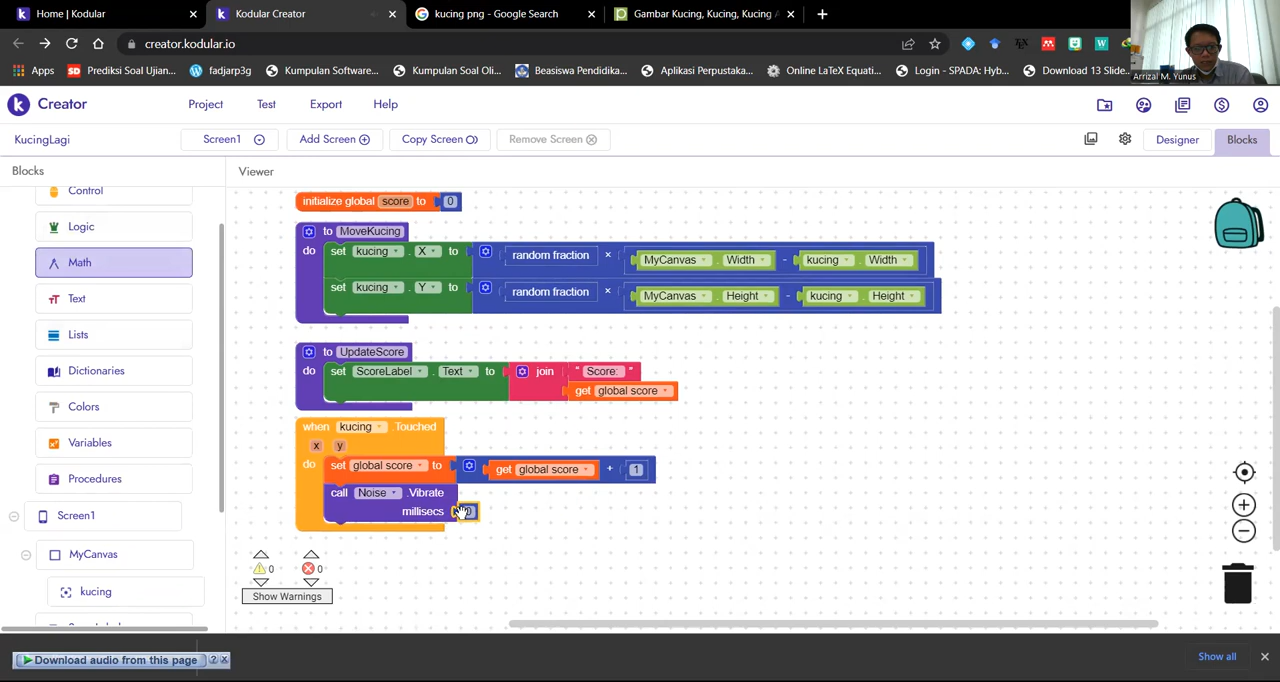 Home | Kodular
Kodular Creator
kucing png - Google Search
Gambar Kucing, Kucing, Kucing A
creator.kodular.io
Apps
Prediksi Soal Ujian...
fadjarp3g
Kumpulan Software...
Kumpulan Soal Oli...
Beasiswa Pendidika...
Aplikasi Perpustaka...
Online LaTeX Equati...
Login - SPADA: Hyb...
Download 13 Slide...
Arrizal M. Yunus
Creator
Project
Test
Export
Help
KucingLagi
Screen1
Add Screen
Copy Screen
Remove Screen
Designer
Blocks
Blocks
Viewer
Control
Logic
Math
Text
Lists
Dictionaries
Colors
Variables
Procedures
Screen1
MyCanvas
kucing
initialize global score to 0
to MoveKucing
do set kucing . X to random fraction × MyCanvas . Width - kucing . Width
set kucing . Y to random fraction × MyCanvas . Height - kucing . Height
to UpdateScore
do set ScoreLabel . Text to join " Score: "
get global score
when kucing .Touched
x y
do set global score to get global score + 1
call Noise .Vibrate
millisecs 0
0 0
Show Warnings
Download audio from this page ? x
Show all